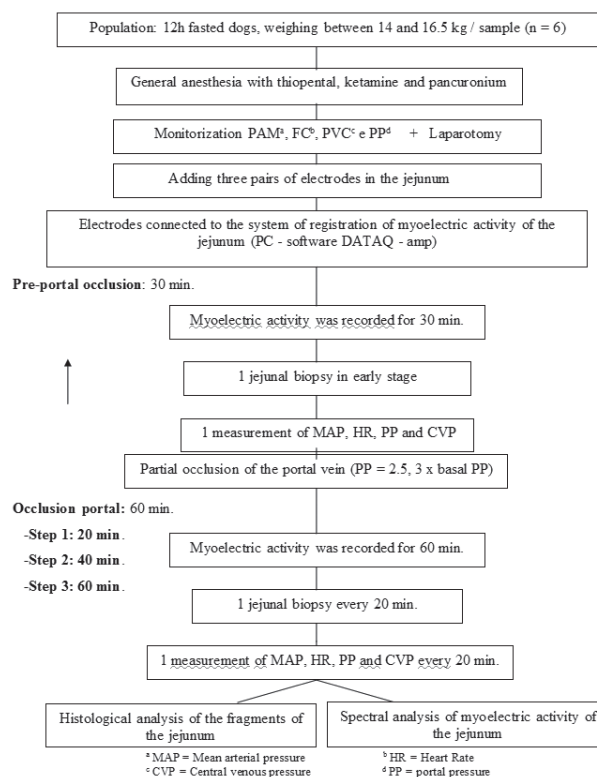 Population: 12h fasted dogs, weighing between 14 and 16.5 kg / sample (n = 6)
General anesthesia with thiopental, ketamine and pancuronium
Monitorization PAMᵃ, FCᵇ, PVCᶜ e PPᵈ + Laparotomy
Adding three pairs of electrodes in the jejunum
Electrodes connected to the system of registration of myoelectric activity of the
jejunum (PC - software DATAQ - amp)
Pre-portal occlusion: 30 min.
Myoelectric activity was recorded for 30 min.
1 jejunal biopsy in early stage
1 measurement of MAP, HR, PP and CVP
Partial occlusion of the portal vein (PP = 2.5, 3 x basal PP)
Occlusion portal: 60 min.
-Step 1: 20 min.
-Step 2: 40 min.
-Step 3: 60 min.
Myoelectric activity was recorded for 60 min.
1 jejunal biopsy every 20 min.
1 measurement of MAP, HR, PP and CVP every 20 min.
Histological analysis of the fragments of
the jejunum
Spectral analysis of myoelectric activity of
the jejunum
ᵃ MAP = Mean arterial pressure
ᶜ CVP = Central venous pressure
ᵇ HR = Heart Rate
ᵈ PP = portal pressure